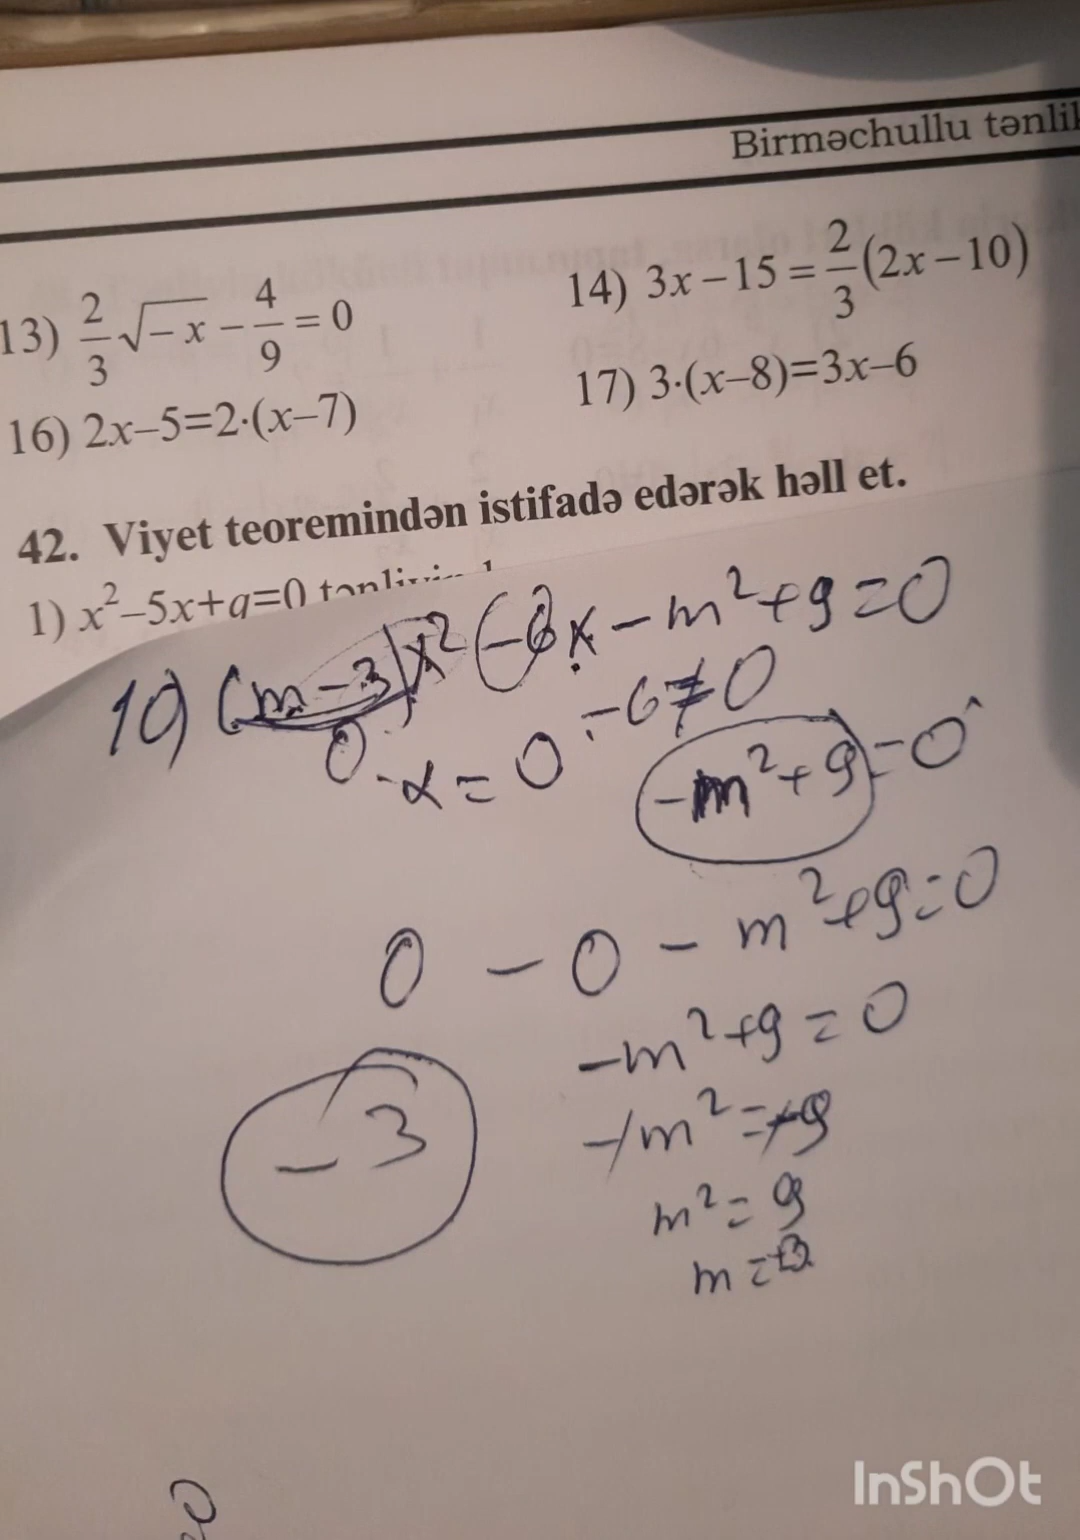 Birməchullu tənlik
13) 2/3 √−x − 4/9 = 0
14) 3x−15 = 2/3 (2x−10)
16) 2x−5=2·(x−7)
17) 3·(x−8)=3x−6
42. Viyet teoremindən istifadə edərək həll et.
1) x²−5x+a=0
10) (m−3)x² −6x − m²+9=0
0 −6≠0
−x=0 −m²+9=0
0 − 0 − m²+9=0
−m²+9=0
−m²=−9
−3
m²=9
InShOt